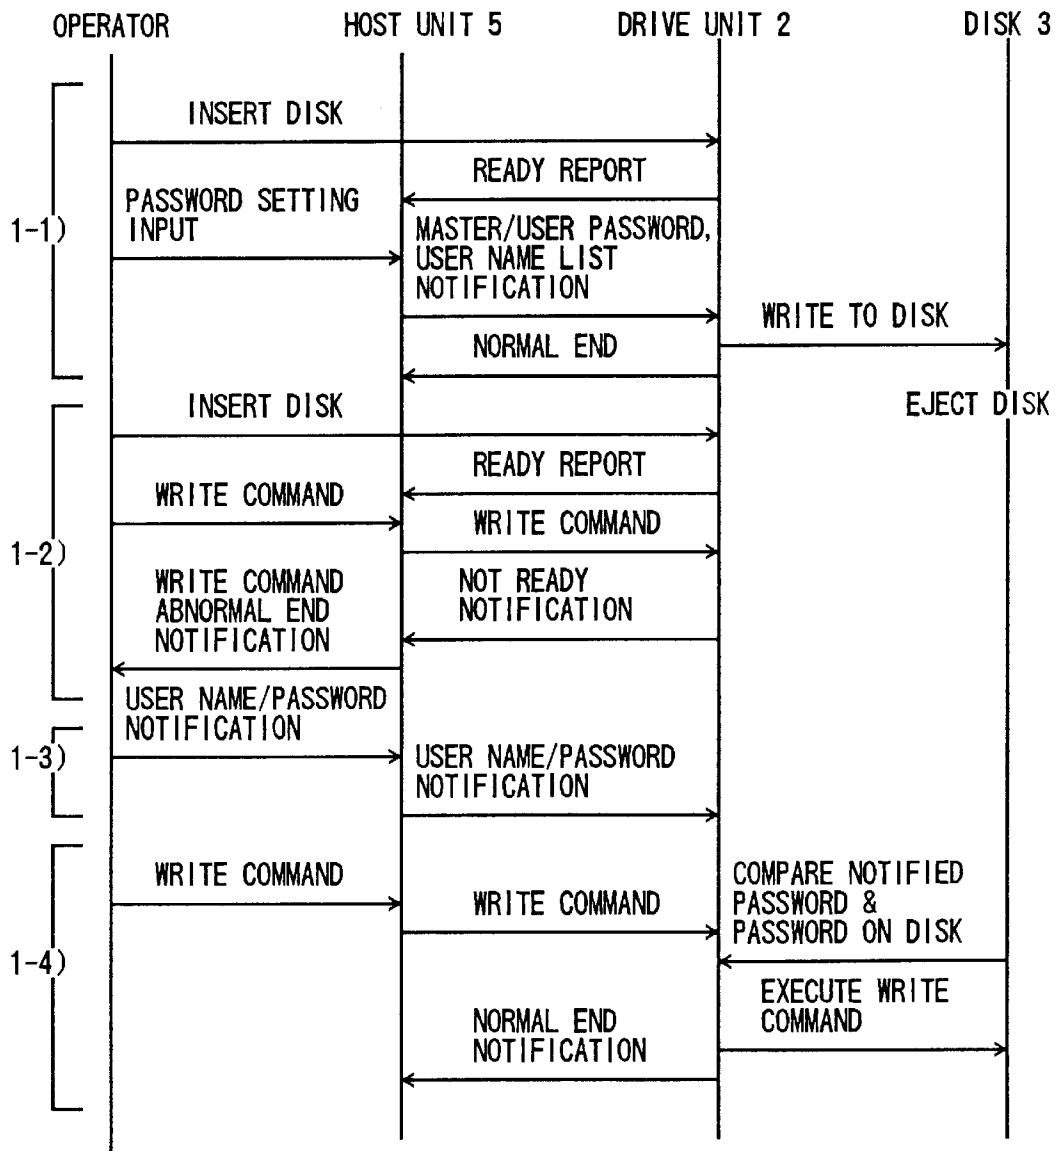 OPERATOR
HOST UNIT 5
DRIVE UNIT 2
DISK 3
INSERT DISK
READY REPORT
1-1)
PASSWORD SETTING
INPUT
MASTER/USER PASSWORD,
USER NAME LIST
NOTIFICATION
WRITE TO DISK
NORMAL END
EJECT DISK
INSERT DISK
READY REPORT
WRITE COMMAND
WRITE COMMAND
1-2)
WRITE COMMAND
ABNORMAL END
NOTIFICATION
NOT READY
NOTIFICATION
USER NAME/PASSWORD
NOTIFICATION
1-3)
USER NAME/PASSWORD
NOTIFICATION
WRITE COMMAND
WRITE COMMAND
COMPARE NOTIFIED
PASSWORD &
PASSWORD ON DISK
1-4)
EXECUTE WRITE
COMMAND
NORMAL END
NOTIFICATION